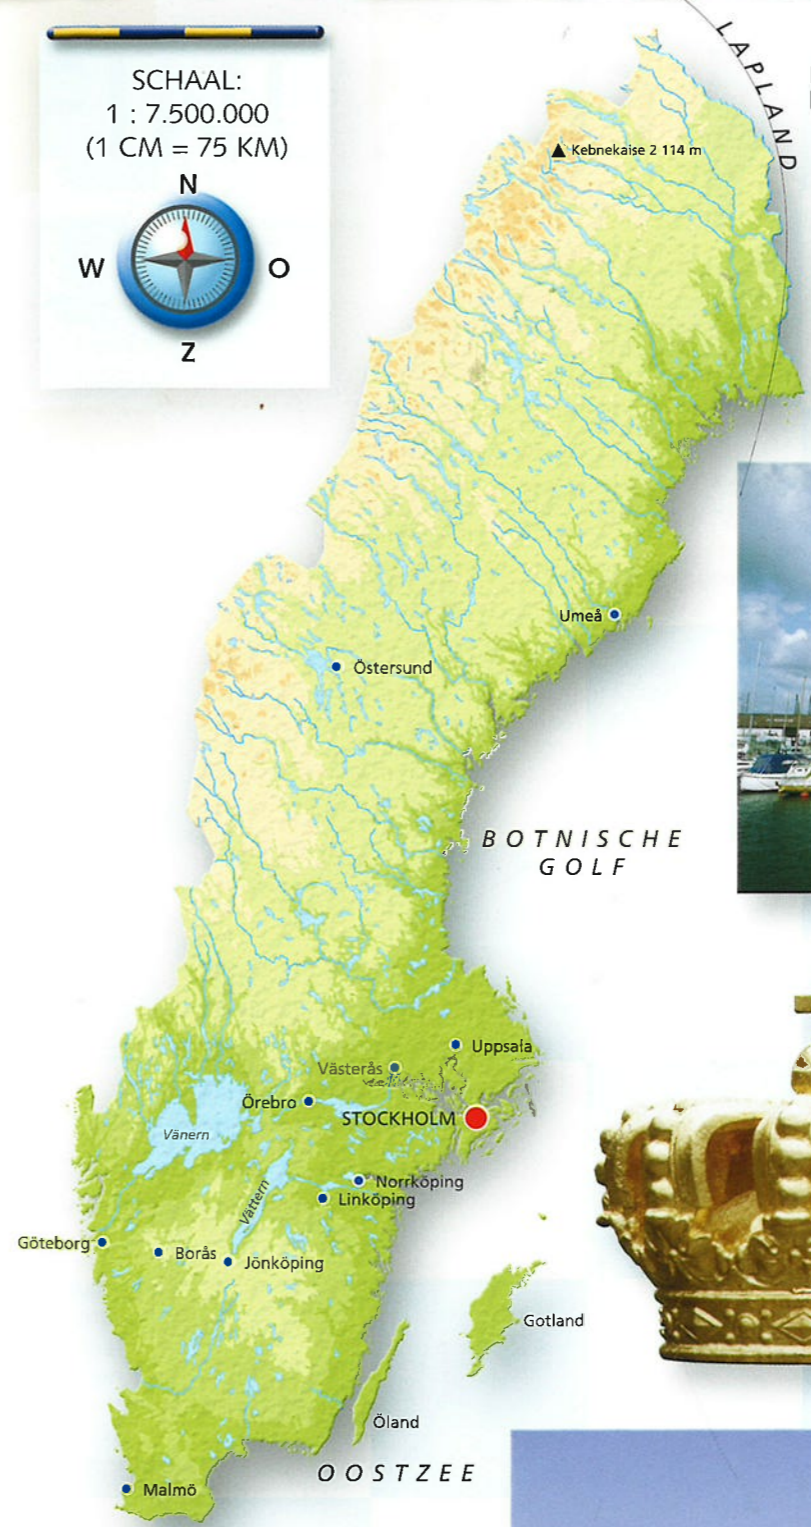 SCHAAL:
1 : 7.500.000
(1 CM = 75 KM)
N
W
O
Z
LAPLAND
Kebnekaise 2 114 m
Umeå
Östersund
BOTNISCHE
GOLF
Uppsala
Västerås
Örebro
STOCKHOLM
Vänern
Norrköping
Vättern
Linköping
Göteborg
Borås
Jönköping
Gotland
Öland
OOSTZEE
Malmö